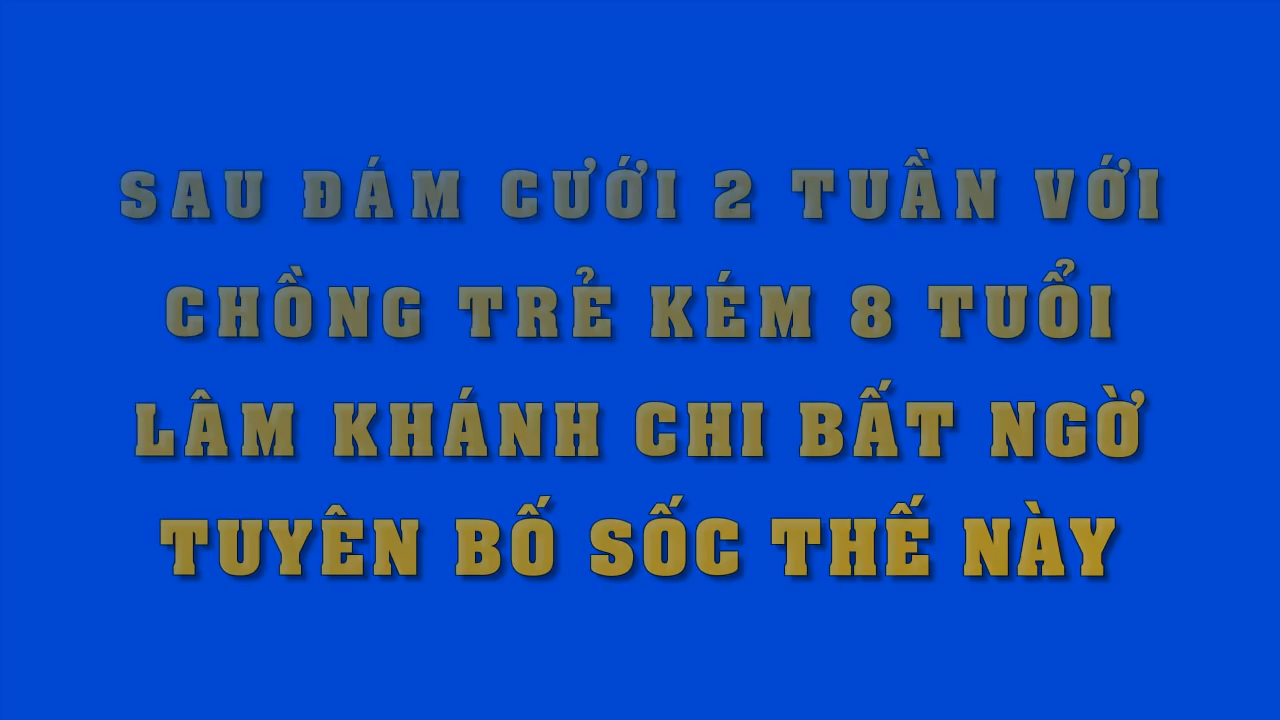 SAU ĐÁM CƯỚI 2 TUẦN VỚI
CHỒNG TRẺ KÉM 8 TUỔI
LÂM KHÁNH CHI BẤT NGỜ
TUYÊN BỐ SỐC THẾ NÀY